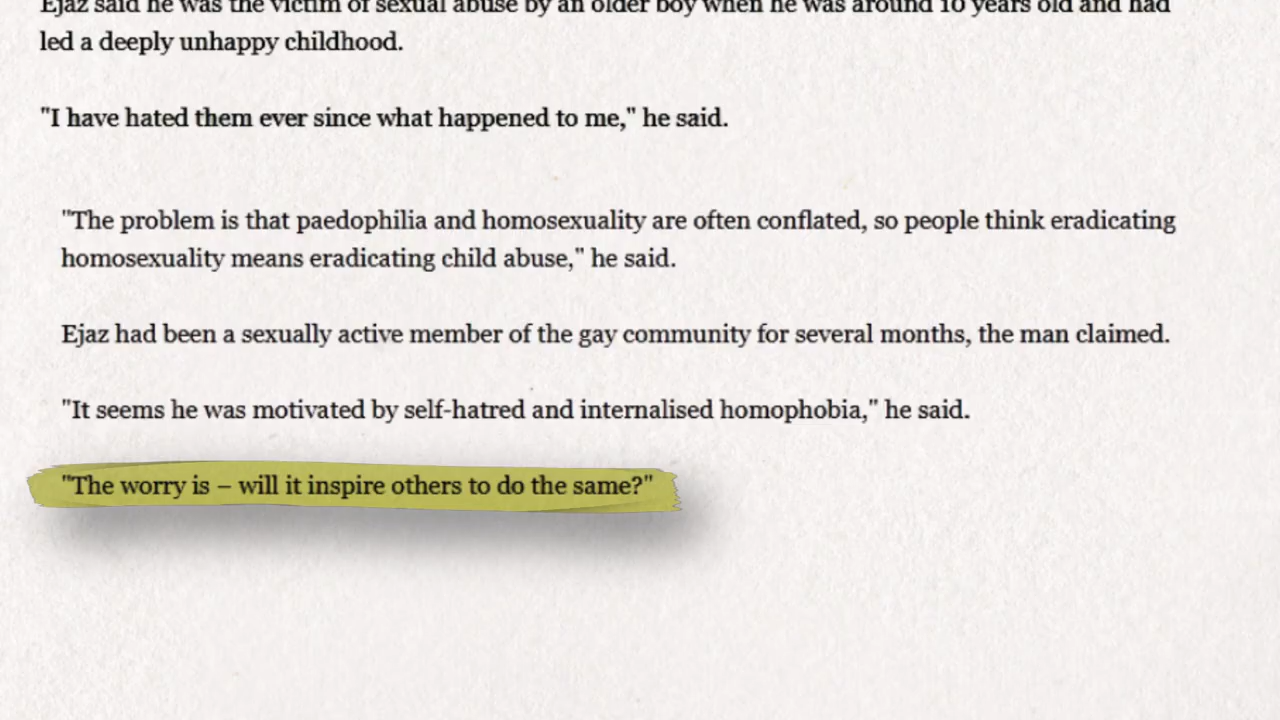 Ejaz said he was the victim of sexual abuse by an older boy when he was around 10 years old and had
led a deeply unhappy childhood.
"I have hated them ever since what happened to me," he said.
"The problem is that paedophilia and homosexuality are often conflated, so people think eradicating
homosexuality means eradicating child abuse," he said.
Ejaz had been a sexually active member of the gay community for several months, the man claimed.
"It seems he was motivated by self-hatred and internalised homophobia," he said.
"The worry is – will it inspire others to do the same?"